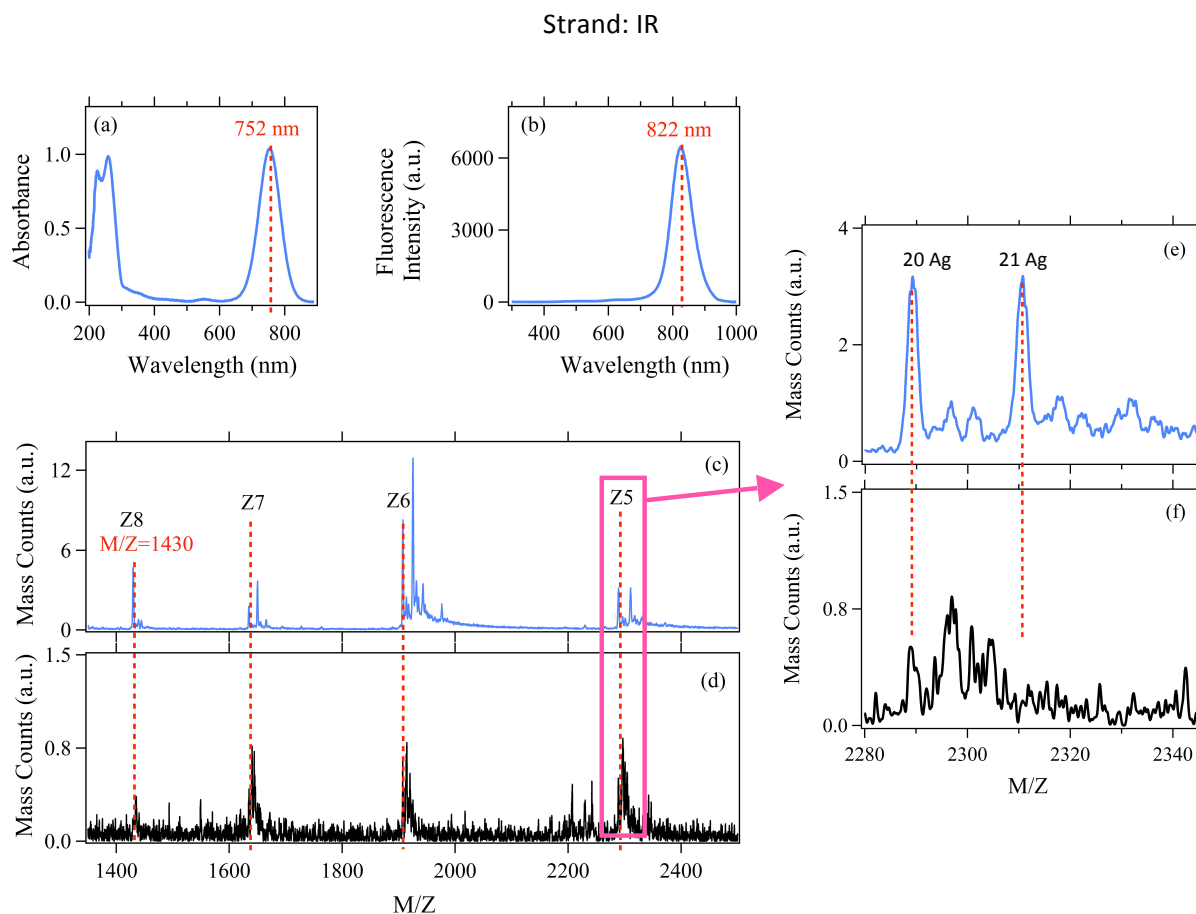 Strand: IR
(a)
752 nm
Absorbance
1.0
0.5
0.0
200
400
600
800
Wavelength (nm)
(b)
822 nm
Fluorescence
Intensity (a.u.)
6000
3000
0
400
600
800
1000
Wavelength (nm)
(c)
Mass Counts (a.u.)
12
6
0
Z8
M/Z=1430
Z7
Z6
Z5
(d)
Mass Counts (a.u.)
1.5
0.8
0.0
1400
1600
1800
2000
2200
2400
M/Z
(e)
20 Ag
21 Ag
Mass Counts (a.u.)
4
2
0
(f)
Mass Counts (a.u.)
1.5
0.8
0.0
2280
2300
2320
2340
M/Z